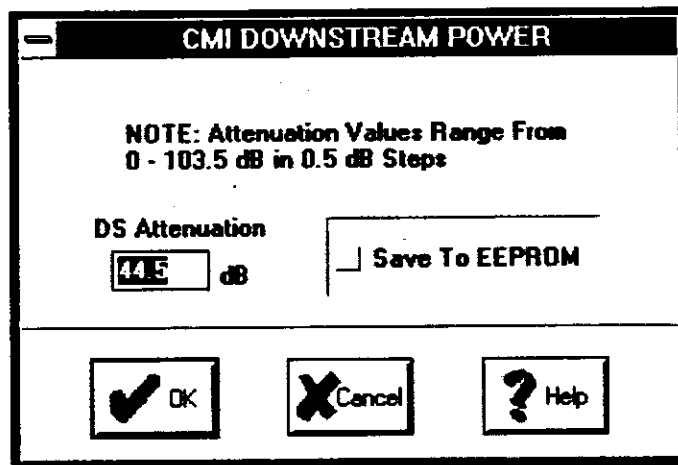 CMI DOWNSTREAM POWER
NOTE: Attenuation Values Range From
0 - 103.5 dB in 0.5 dB Steps
DS Attenuation
44.5 dB
Save To EEPROM
OK
Cancel
Help